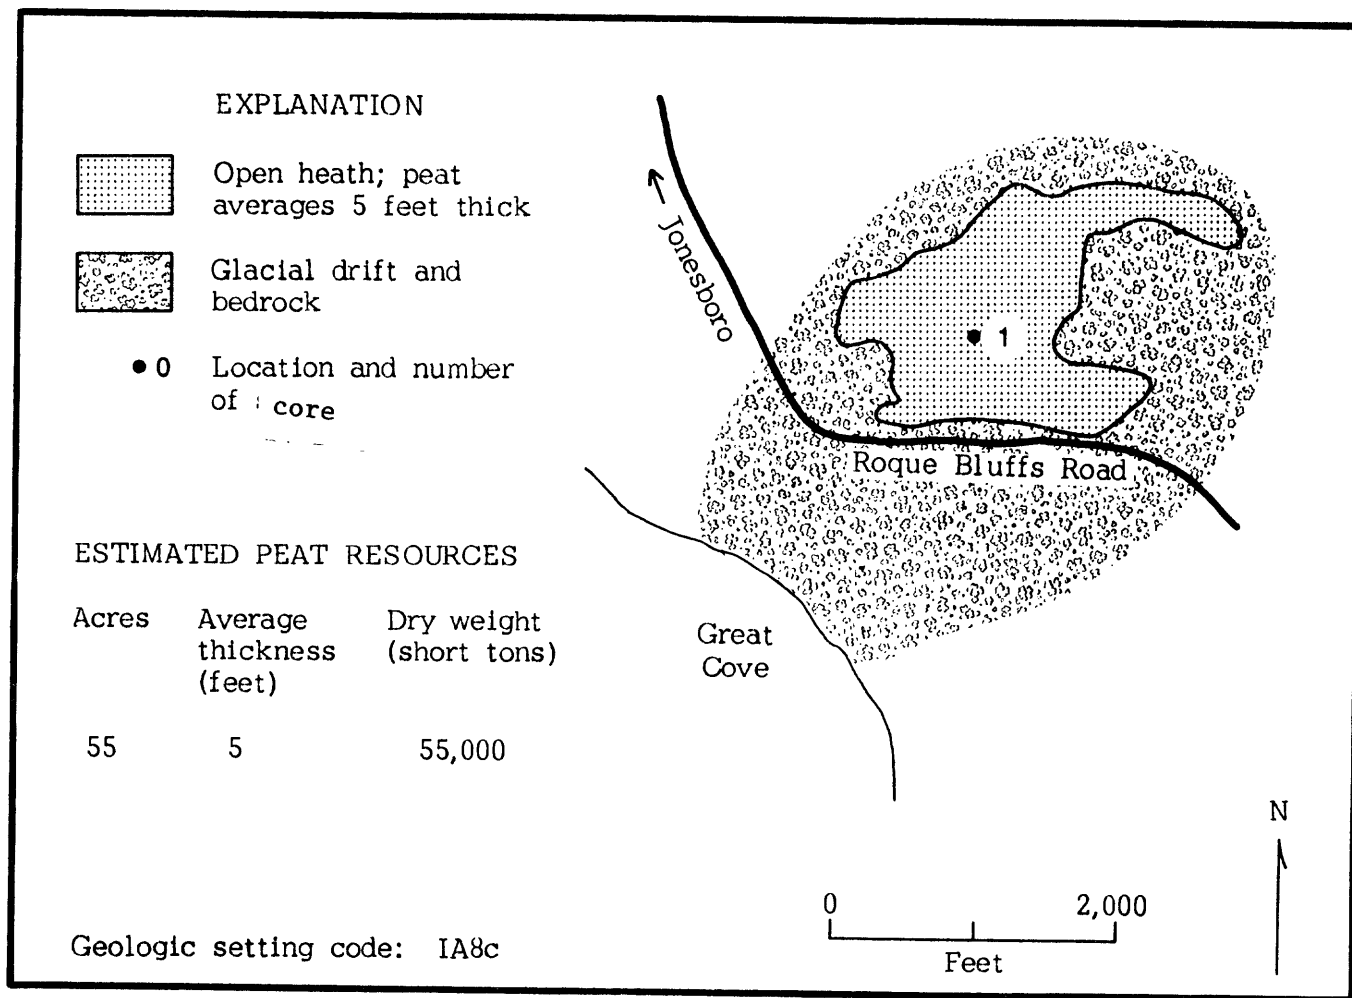 EXPLANATION
Open heath; peat
averages 5 feet thick
Glacial drift and
bedrock
0 Location and number
of core
ESTIMATED PEAT RESOURCES
Acres Average Dry weight
thickness (short tons)
(feet)
55 5 55,000
Geologic setting code: IA8c
Jonesboro
1
Roque Bluffs Road
Great
Cove
N
0 2,000
Feet